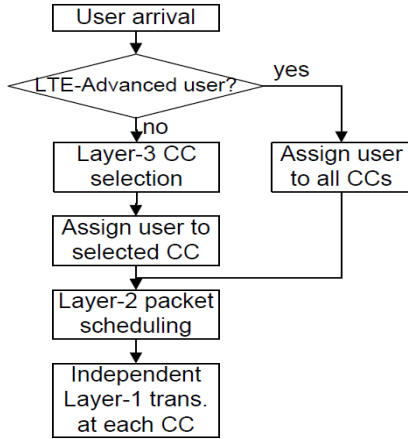 User arrival
LTE-Advanced user?
yes
no
Layer-3 CC
selection
Assign user
to all CCs
Assign user to
selected CC
Layer-2 packet
scheduling
Independent
Layer-1 trans.
at each CC